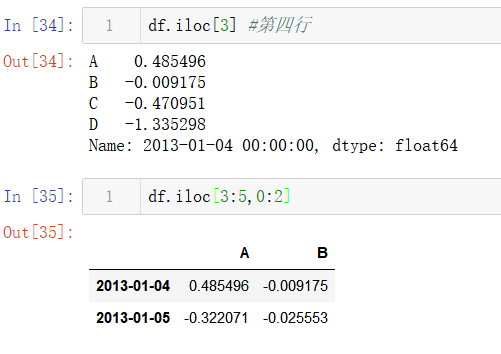 In [34]: 1 df.iloc[3] #第四行
Out[34]: A 0.485496
B -0.009175
C -0.470951
D -1.335298
Name: 2013-01-04 00:00:00, dtype: float64
In [35]: 1 df.iloc[3:5,0:2]
Out[35]:
A B
2013-01-04 0.485496 -0.009175
2013-01-05 -0.322071 -0.025553